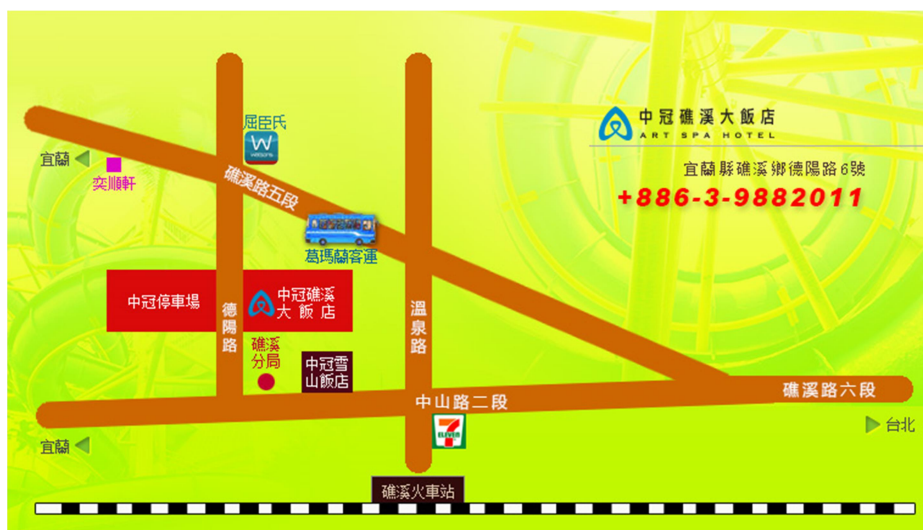 中冠礁溪大飯店
ART SPA HOTEL
宜蘭縣礁溪鄉德陽路6號
+886-3-9882011
屈臣氏
W
watsons
宜蘭
奕順軒
礁溪路五段
葛瑪蘭客運
中冠停車場
德陽路
中冠礁溪
大飯店
溫泉路
礁溪
分局
中冠雪
山飯店
中山路二段
礁溪路六段
7
ELEVEN
宜蘭
台北
礁溪火車站